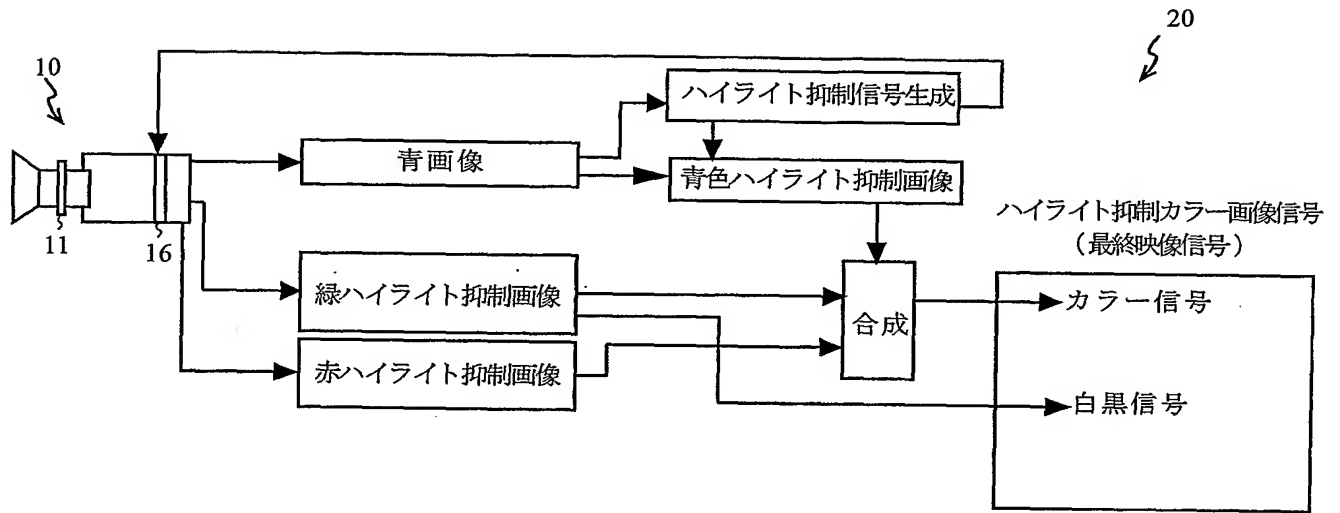 20
10
ハイライト抑制信号生成
青画像
青色ハイライト抑制画像
ハイライト抑制カラー画像信号
（最終映像信号）
11
16
緑ハイライト抑制画像
合成
カラー信号
赤ハイライト抑制画像
白黒信号